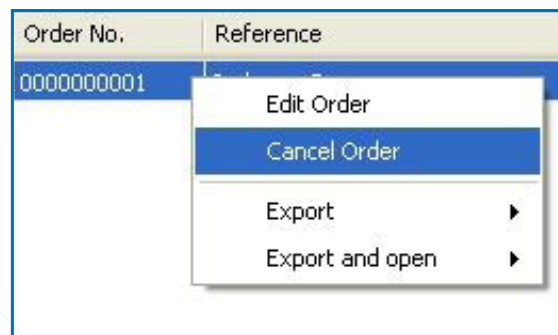 Order No. Reference
0000000001
Edit Order
Cancel Order
Export
Export and open